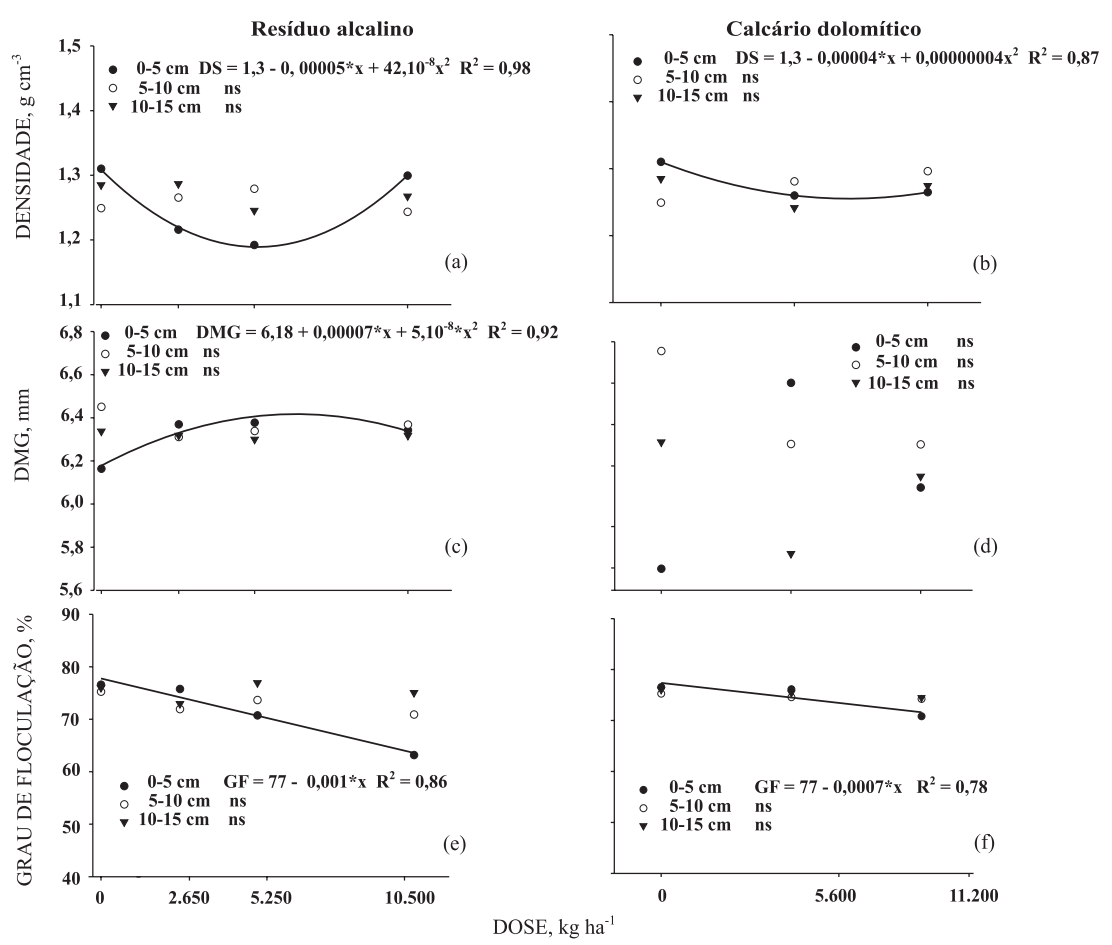 Resíduo alcalino
Calcário dolomítico
DENSIDADE, g cm⁻³
1,5
1,4
1,3
1,2
1,1
0-5 cm DS = 1,3 - 0, 00005*x + 42,10⁻⁸x² R² = 0,98
5-10 cm ns
10-15 cm ns
(a)
0-5 cm DS = 1,3 - 0,00004*x + 0,00000004x² R² = 0,87
5-10 cm ns
10-15 cm ns
(b)
DMG, mm
6,8
6,6
6,4
6,2
6,0
5,8
5,6
0-5 cm DMG = 6,18 + 0,00007*x + 5,10⁻⁸*x² R² = 0,92
5-10 cm ns
10-15 cm ns
(c)
0-5 cm ns
5-10 cm ns
10-15 cm ns
(d)
GRAU DE FLOCULAÇÃO, %
90
80
70
60
50
40
0-5 cm GF = 77 - 0,001*x R² = 0,86
5-10 cm ns
10-15 cm ns
(e)
0-5 cm GF = 77 - 0,0007*x R² = 0,78
5-10 cm ns
10-15 cm ns
(f)
0 2.650 5.250 10.500
0 5.600 11.200
DOSE, kg ha⁻¹